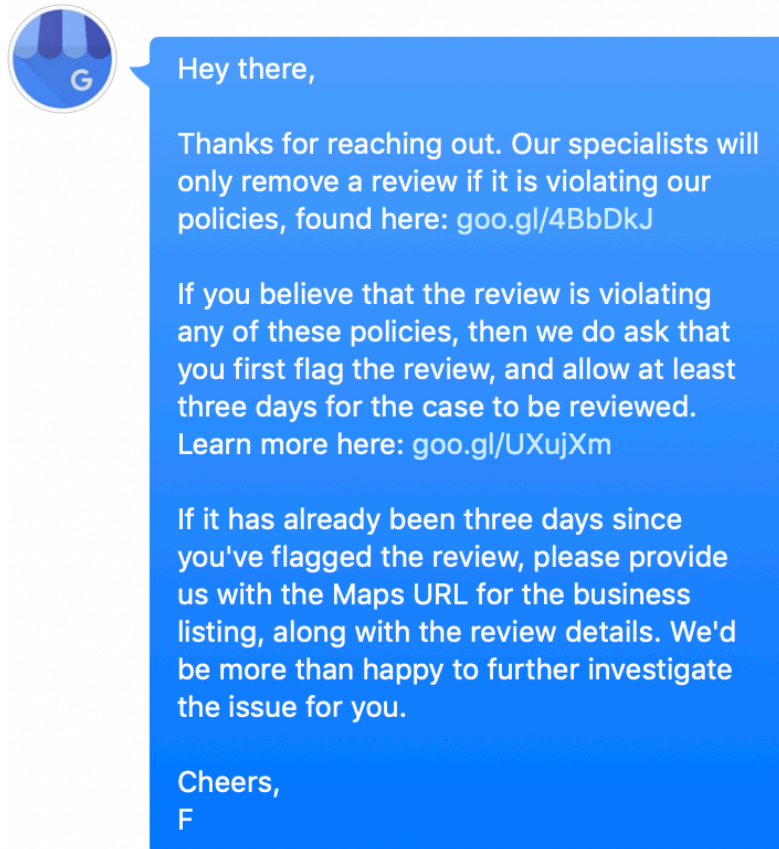 G
Hey there,
Thanks for reaching out. Our specialists will
only remove a review if it is violating our
policies, found here: goo.gl/4BbDkJ
If you believe that the review is violating
any of these policies, then we do ask that
you first flag the review, and allow at least
three days for the case to be reviewed.
Learn more here: goo.gl/UXujXm
If it has already been three days since
you've flagged the review, please provide
us with the Maps URL for the business
listing, along with the review details. We'd
be more than happy to further investigate
the issue for you.
Cheers,
F